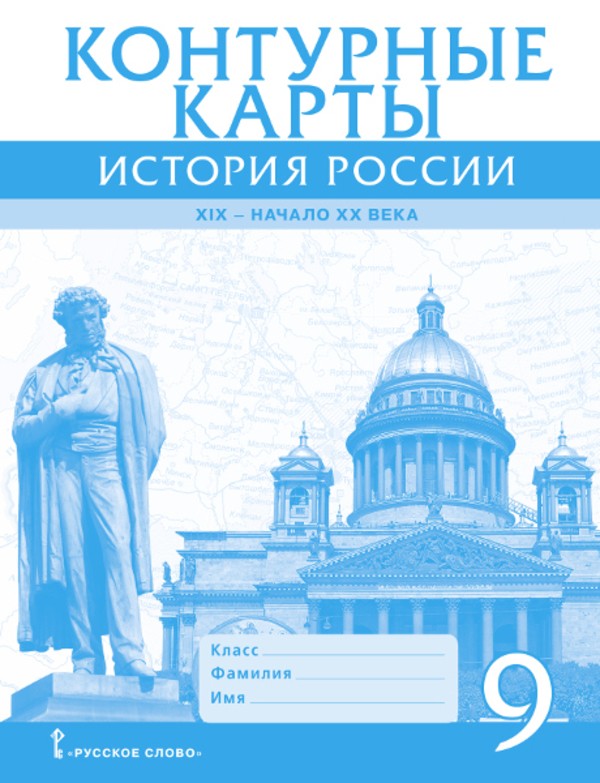 КОНТУРНЫЕ
КАРТЫ
ИСТОРИЯ РОССИИ
XIX – НАЧАЛО XX ВЕКА
Класс
Фамилия
Имя
9
«РУССКОЕ СЛОВО»